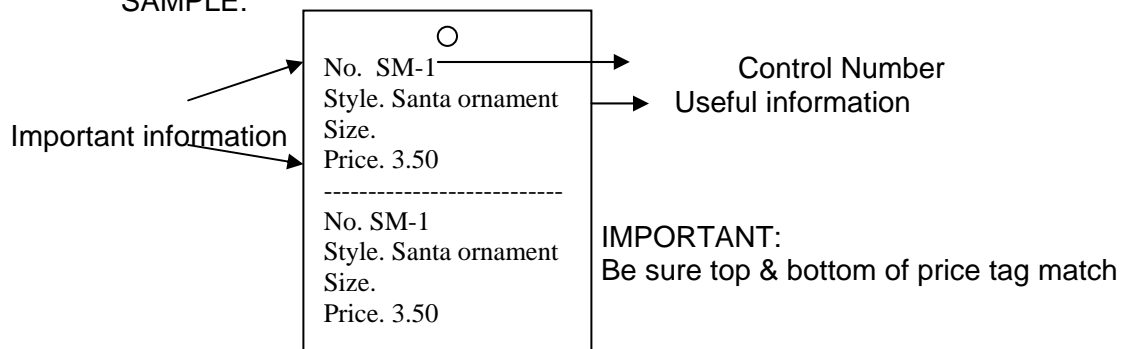 SAMPLE:
No. SM-1
Control Number
Style. Santa ornament
Useful information
Size.
Important information
Price. 3.50
--------------------------
No. SM-1
Style. Santa ornament
IMPORTANT:
Size.
Be sure top & bottom of price tag match
Price. 3.50